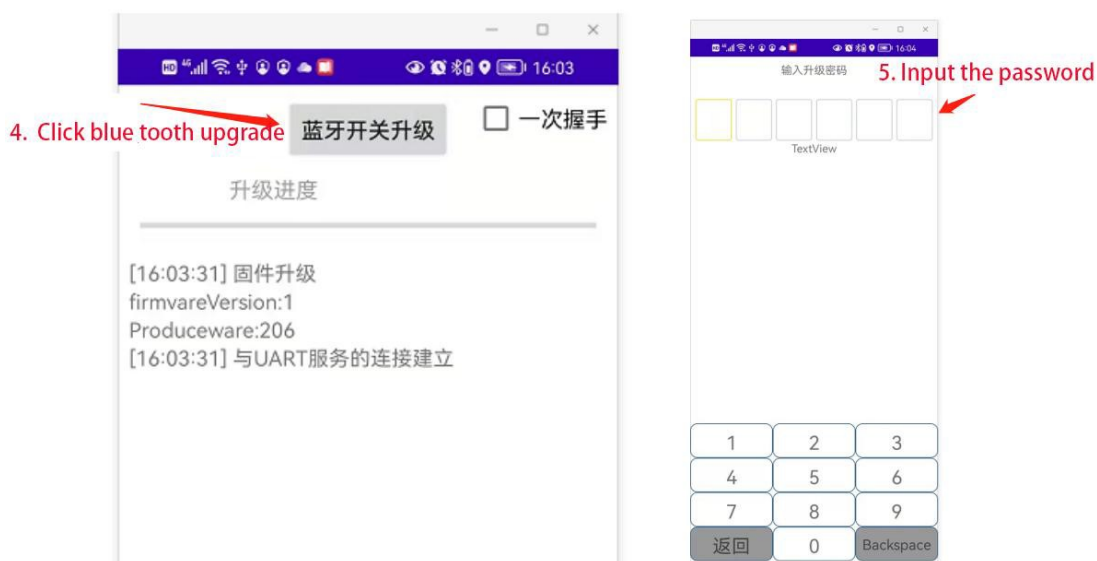 HD 46 16:03
4. Click blue tooth upgrade
蓝牙开关升级
一次握手
升级进度
[16:03:31] 固件升级
firmvareVersion:1
Produceware:206
[16:03:31] 与UART服务的连接建立
16:04
输入升级密码
5. Input the password
TextView
1 2 3
4 5 6
7 8 9
返回 0 Backspace